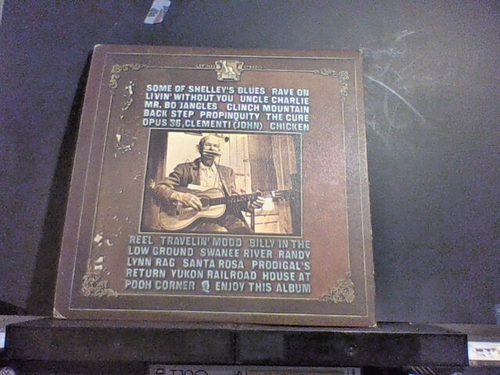 STEREO
SOME OF SHELLEY'S BLUES RAVE ON
LIVIN' WITHOUT YOU UNCLE CHARLIE
MR. BO JANGLES CLINCH MOUNTAIN
BACK STEP PROPINQUITY THE CURE
OPUS 36, CLEMENTI (JOHN) CHICKEN
REEL TRAVELIN' MOOD BILLY IN THE
LOW GROUND SWANEE RIVER RANDY
LYNN RAG SANTA ROSA PRODIGAL'S
RETURN YUKON RAILROAD HOUSE AT
POOH CORNER & ENJOY THIS ALBUM